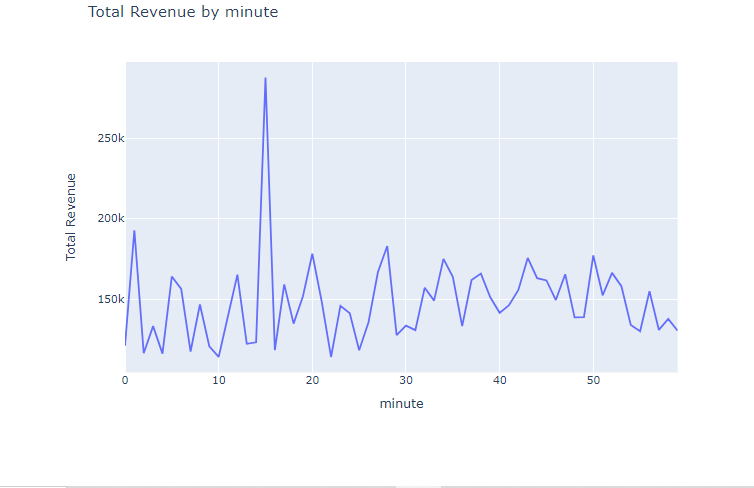 Total Revenue by minute
250k
200k
150k
Total Revenue
0 10 20 30 40 50
minute